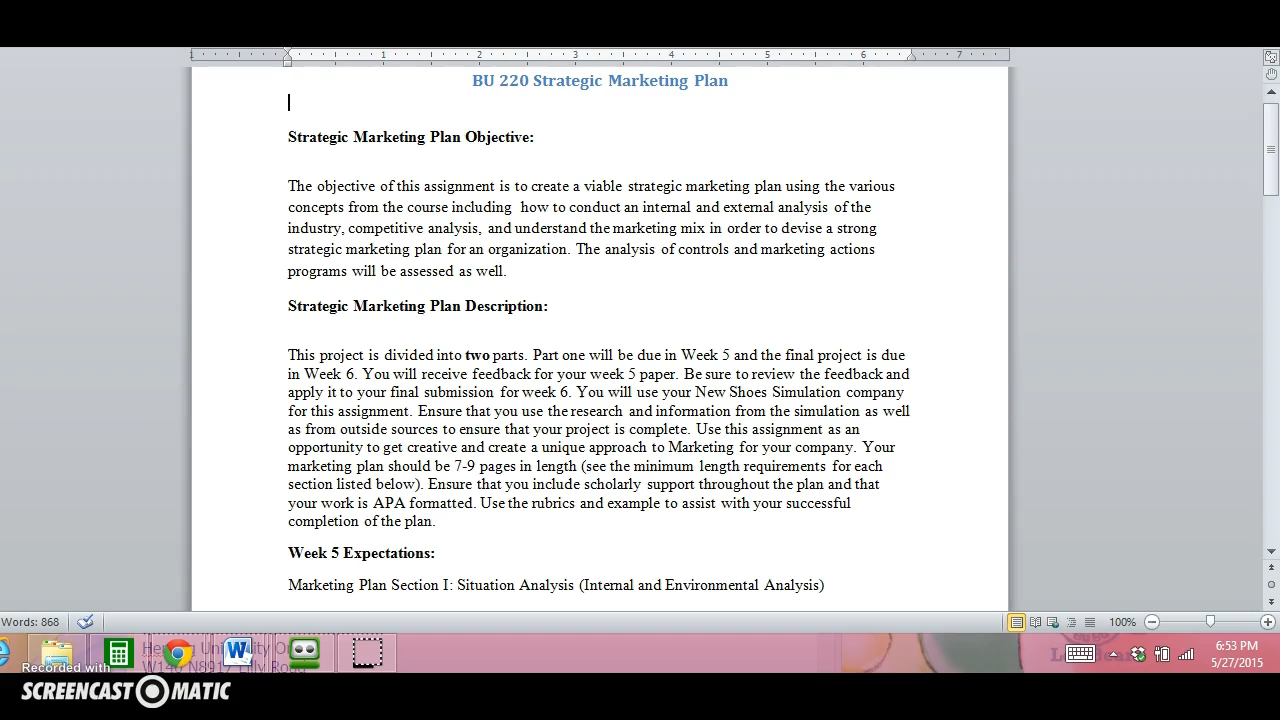 1 1 2 3 4 5 6 7
BU 220 Strategic Marketing Plan
Strategic Marketing Plan Objective:
The objective of this assignment is to create a viable strategic marketing plan using the various
concepts from the course including how to conduct an internal and external analysis of the
industry, competitive analysis, and understand the marketing mix in order to devise a strong
strategic marketing plan for an organization. The analysis of controls and marketing actions
programs will be assessed as well.
Strategic Marketing Plan Description:
This project is divided into two parts. Part one will be due in Week 5 and the final project is due
in Week 6. You will receive feedback for your week 5 paper. Be sure to review the feedback and
apply it to your final submission for week 6. You will use your New Shoes Simulation company
for this assignment. Ensure that you use the research and information from the simulation as well
as from outside sources to ensure that your project is complete. Use this assignment as an
opportunity to get creative and create a unique approach to Marketing for your company. Your
marketing plan should be 7-9 pages in length (see the minimum length requirements for each
section listed below). Ensure that you include scholarly support throughout the plan and that
your work is APA formatted. Use the rubrics and example to assist with your successful
completion of the plan.
Week 5 Expectations:
Marketing Plan Section I: Situation Analysis (Internal and Environmental Analysis)
Words: 868
100%
6:53 PM
5/27/2015
Recorded with
SCREENCAST MATIC